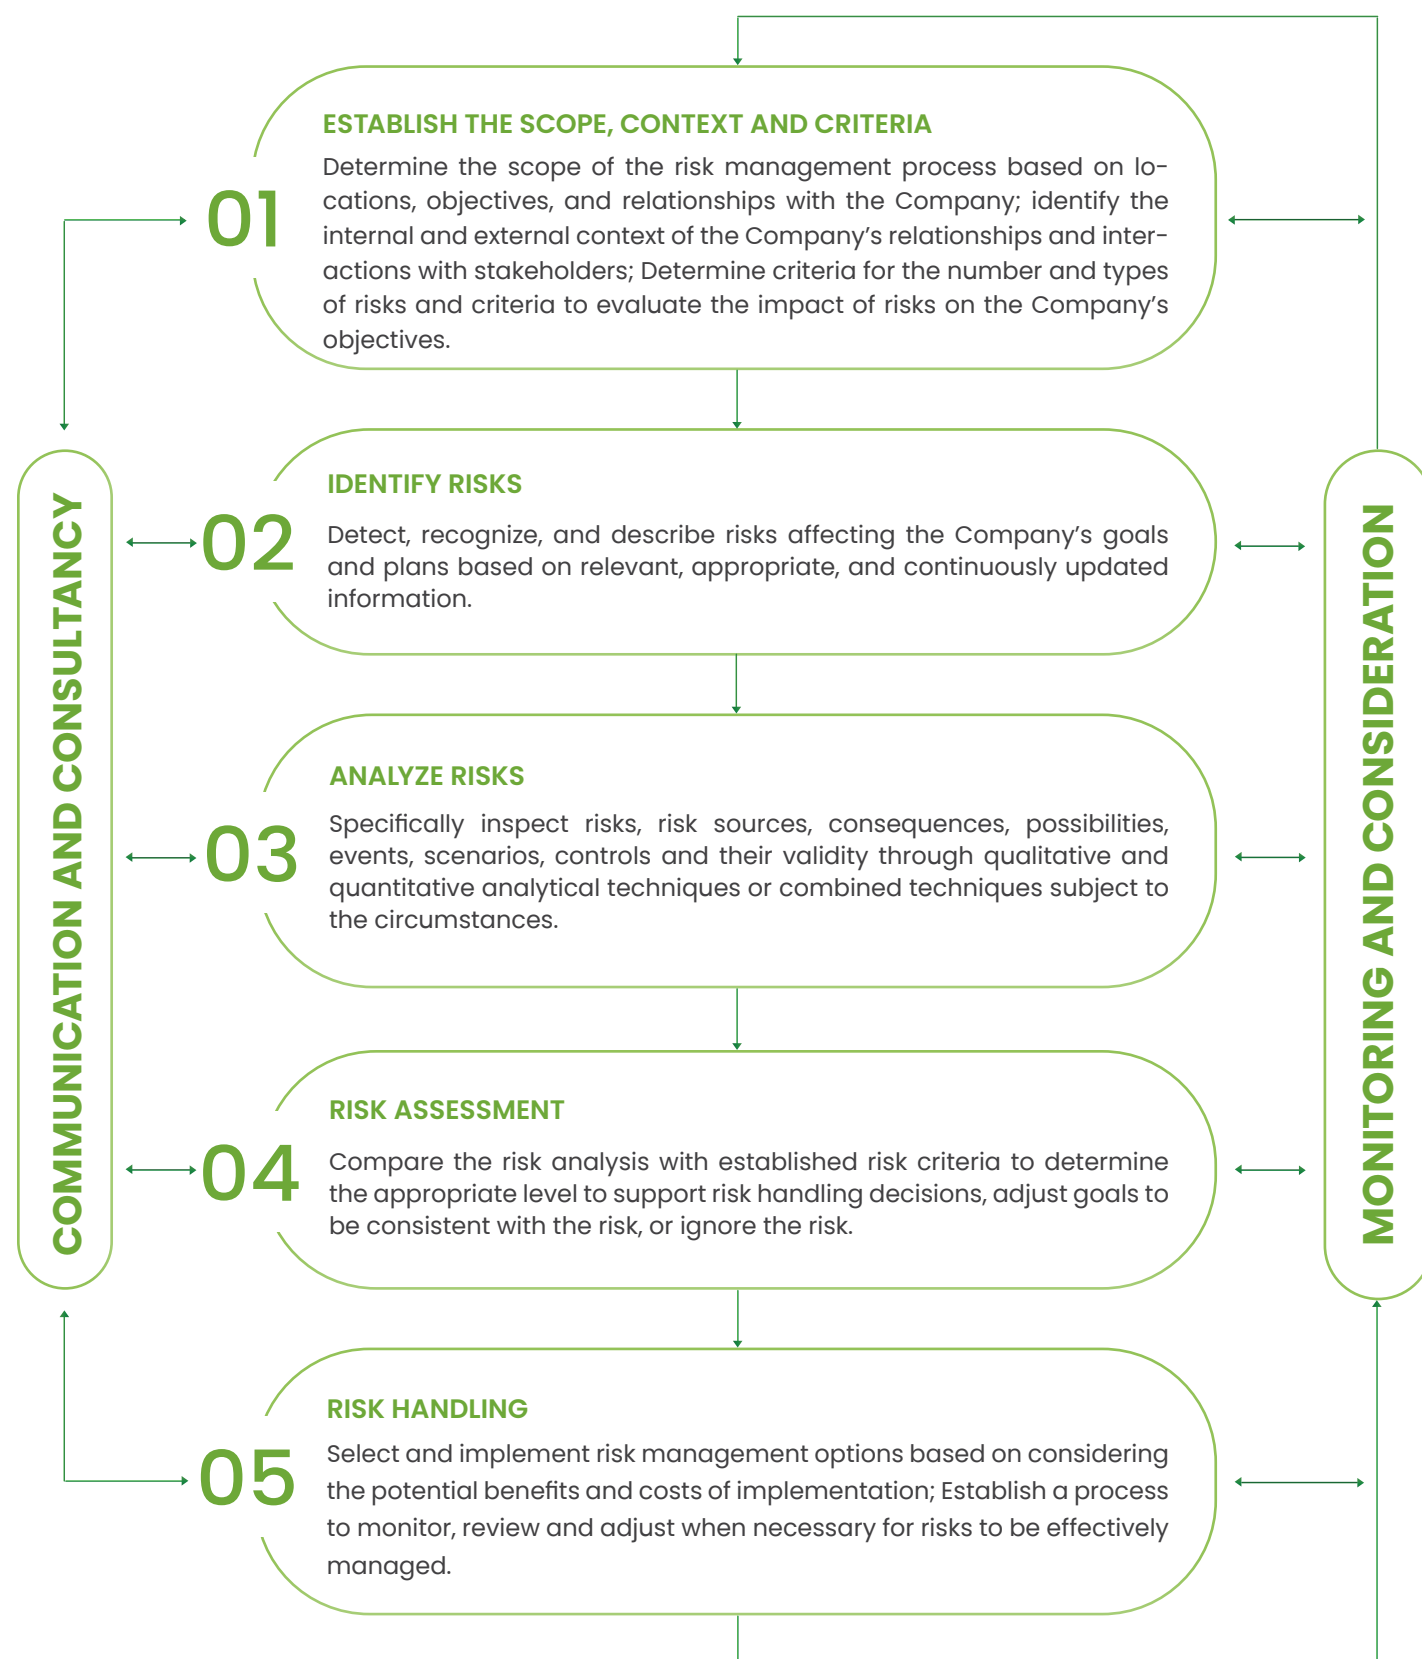 ESTABLISH THE SCOPE, CONTEXT AND CRITERIA
01
Determine the scope of the risk management process based on lo-
cations, objectives, and relationships with the Company; identify the
internal and external context of the Company's relationships and inter-
actions with stakeholders; Determine criteria for the number and types
of risks and criteria to evaluate the impact of risks on the Company's
objectives.
COMMUNICATION AND CONSULTANCY
IDENTIFY RISKS
02
Detect, recognize, and describe risks affecting the Company's goals
and plans based on relevant, appropriate, and continuously updated
information.
ANALYZE RISKS
03
Specifically inspect risks, risk sources, consequences, possibilities,
events, scenarios, controls and their validity through qualitative and
quantitative analytical techniques or combined techniques subject to
the circumstances.
RISK ASSESSMENT
04
Compare the risk analysis with established risk criteria to determine
the appropriate level to support risk handling decisions, adjust goals to
be consistent with the risk, or ignore the risk.
RISK HANDLING
05
Select and implement risk management options based on considering
the potential benefits and costs of implementation; Establish a process
to monitor, review and adjust when necessary for risks to be effectively
managed.
MONITORING AND CONSIDERATION